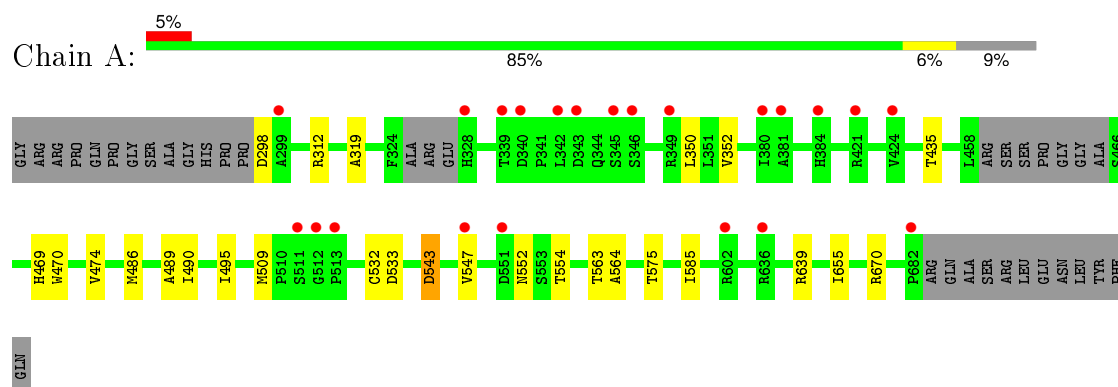 5%
Chain A:
85%
6%
9%
GLY ARG ARG PRO GLN PRO GLY SER ALA GLY HIS PRO PRO D298 A299 R312 A319 F324 ALA ARG GLU H328 T339 D340 P341 L342 D343 Q344 S345 S346 R349 L350 L351 V352 I380 A381 H384 R421 V424 T435 L458 ARG SER SER PRO GLY GLY ALA S466
H469 W470 V474 M486 A489 I490 I495 M509 P510 S511 G512 P513 C532 D533 D543 V547 D551 N552 S553 T554 T563 A564 T575 I585 R602 R636 R639 I655 R670 P682 ARG GLN ALA SER ARG LEU GLU ASN LEU TYR PHE
GLN